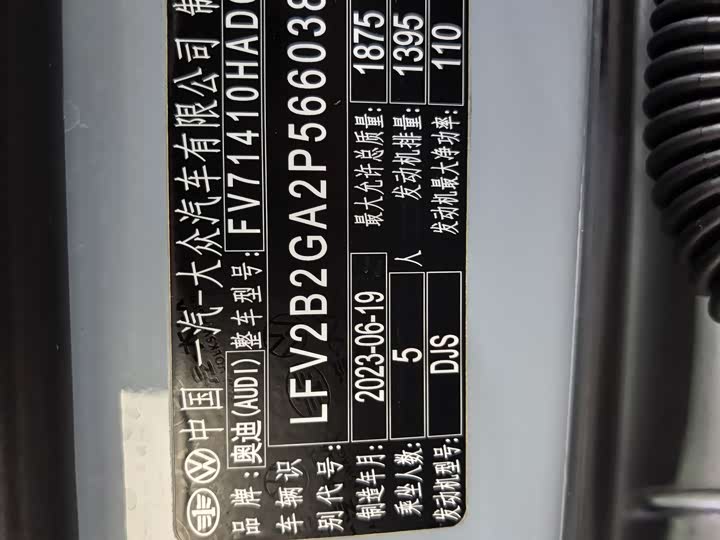 中国一汽-大众汽车有限公司 制
品牌: 奥迪(AUDI) 整车型号: FV71410HADC
车辆识别代号: LFV2B2GA2P566038
制造年月: 2023-06-19 最大允许总质量: 1875
乘坐人数: 5 人 发动机排量: 1395
发动机型号: DJS 发动机最大净功率: 110